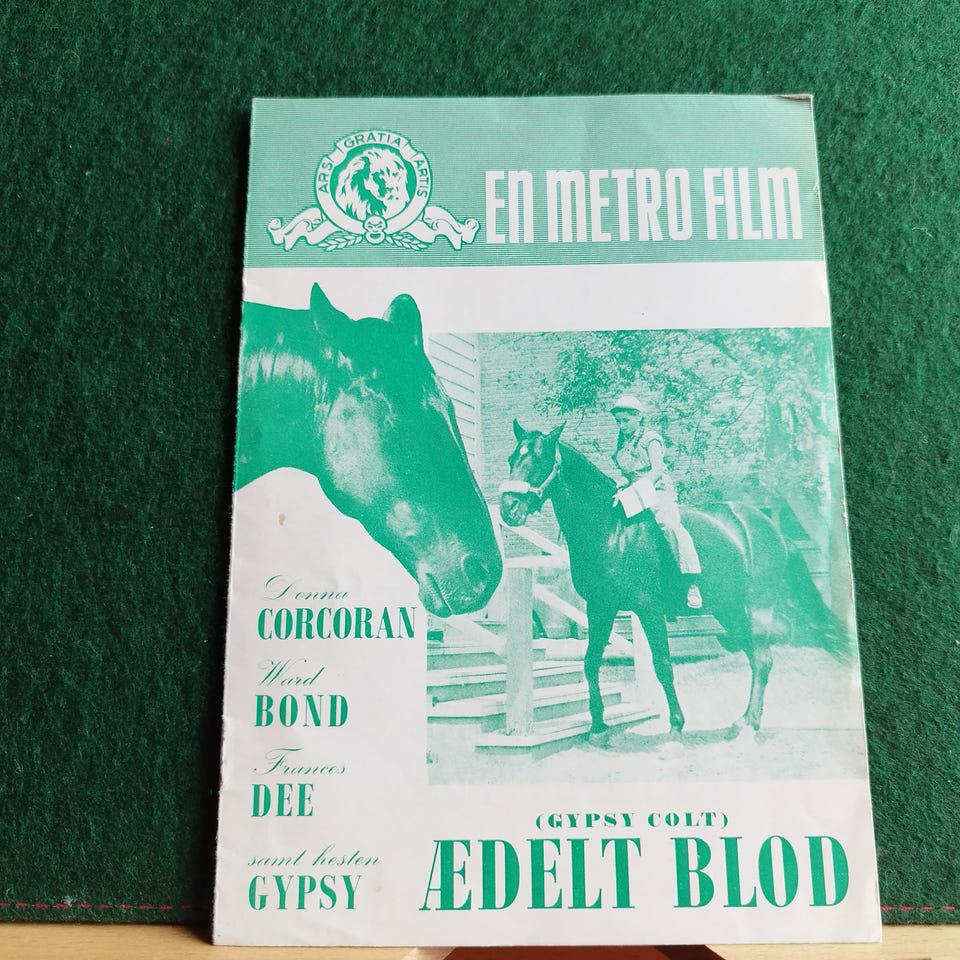 ARS GRATIA ARTIS
EN METRO FILM
Donna
CORCORAN
Ward
BOND
Frances
DEE
samt hesten
GYPSY
(GYPSY COLT)
ÆDELT BLOD